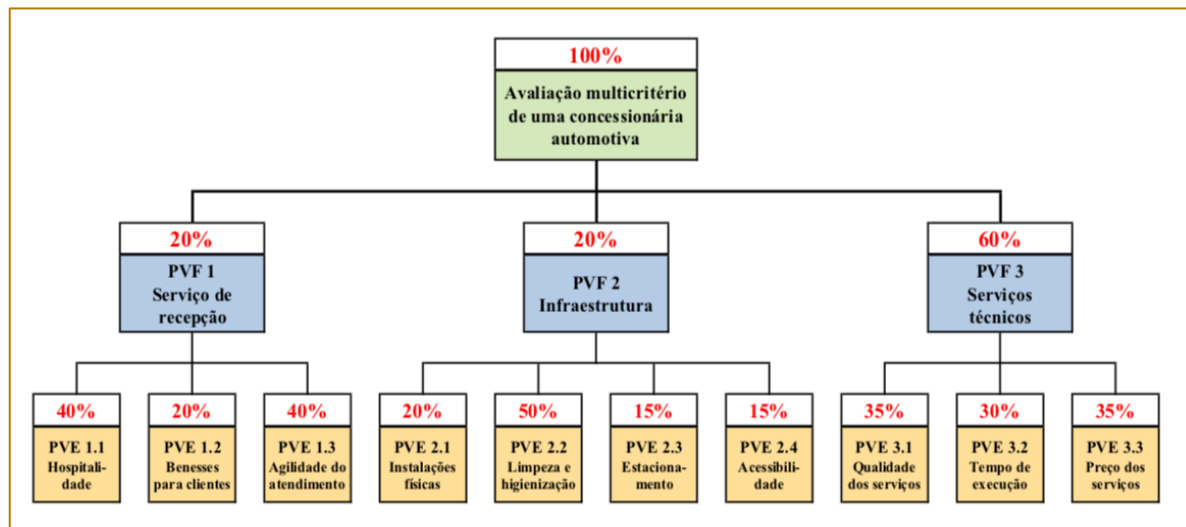 100%
Avaliação multicritério
de uma concessionária
automotiva
20%
PVF 1
Serviço de
recepção
20%
PVF 2
Infraestrutura
60%
PVF 3
Serviços
técnicos
40%
PVE 1.1
Hospitali-
dade
20%
PVE 1.2
Benesses
para clientes
40%
PVE 1.3
Agilidade do
atendimento
20%
PVE 2.1
Instalações
físicas
50%
PVE 2.2
Limpeza e
higienização
15%
PVE 2.3
Estaciona-
mento
15%
PVE 2.4
Acessibili-
dade
35%
PVE 3.1
Qualidade
dos serviços
30%
PVE 3.2
Tempo de
execução
35%
PVE 3.3
Preço dos
serviços